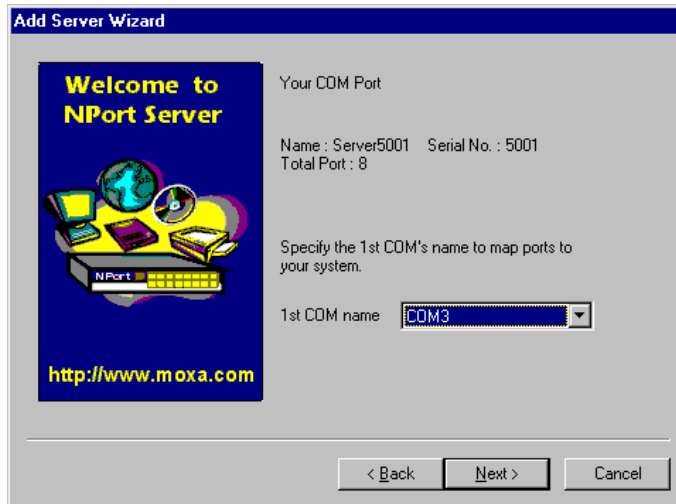 Add Server Wizard
Welcome to
NPort Server
NPort
http://www.moxa.com
Your COM Port
Name : Server5001 Serial No. : 5001
Total Port : 8
Specify the 1st COM's name to map ports to
your system.
1st COM name COM3
< Back Next > Cancel